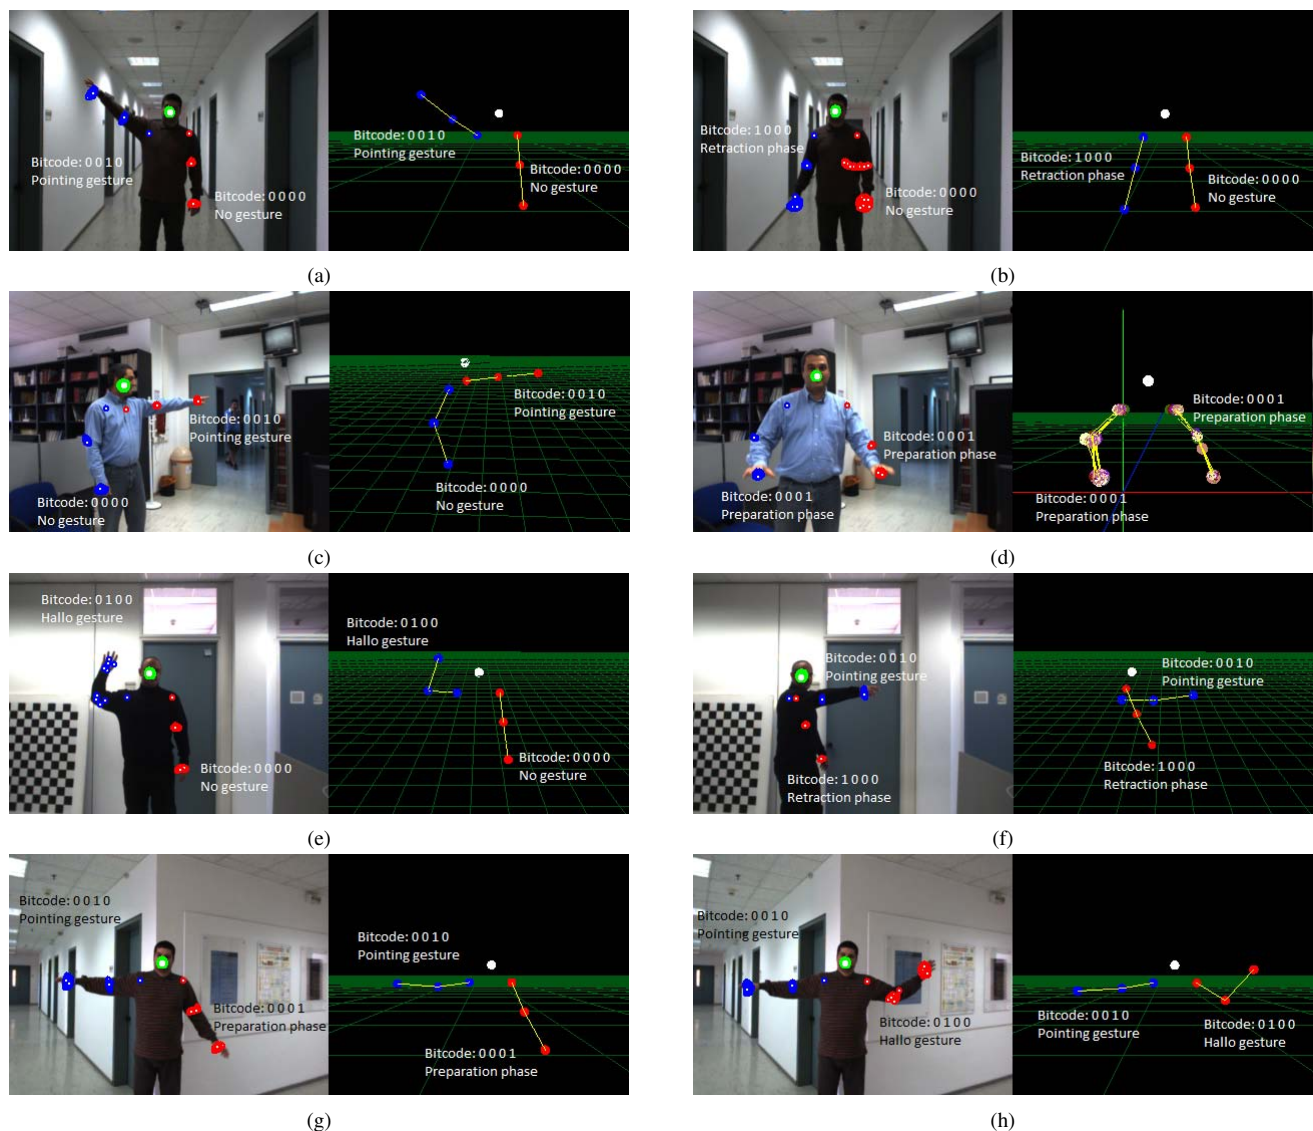 Bitcode: 0 0 1 0
Pointing gesture
Bitcode: 0 0 0 0
No gesture
Bitcode: 0 0 1 0
Pointing gesture
Bitcode: 0 0 0 0
No gesture
(a)
Bitcode: 1 0 0 0
Retraction phase
Bitcode: 0 0 0 0
No gesture
Bitcode: 1 0 0 0
Retraction phase
Bitcode: 0 0 0 0
No gesture
(b)
Bitcode: 0 0 1 0
Pointing gesture
Bitcode: 0 0 0 0
No gesture
Bitcode: 0 0 1 0
Pointing gesture
Bitcode: 0 0 0 0
No gesture
(c)
Bitcode: 0 0 0 1
Preparation phase
Bitcode: 0 0 0 1
Preparation phase
Bitcode: 0 0 0 1
Preparation phase
Bitcode: 0 0 0 1
Preparation phase
(d)
Bitcode: 0 1 0 0
Hallo gesture
Bitcode: 0 0 0 0
No gesture
Bitcode: 0 1 0 0
Hallo gesture
Bitcode: 0 0 0 0
No gesture
(e)
Bitcode: 0 0 1 0
Pointing gesture
Bitcode: 1 0 0 0
Retraction phase
Bitcode: 0 0 1 0
Pointing gesture
Bitcode: 1 0 0 0
Retraction phase
(f)
Bitcode: 0 0 1 0
Pointing gesture
Bitcode: 0 0 0 1
Preparation phase
Bitcode: 0 0 1 0
Pointing gesture
Bitcode: 0 0 0 1
Preparation phase
(g)
Bitcode: 0 0 1 0
Pointing gesture
Bitcode: 0 1 0 0
Hallo gesture
Bitcode: 0 0 1 0
Pointing gesture
Bitcode: 0 1 0 0
Hallo gesture
(h)